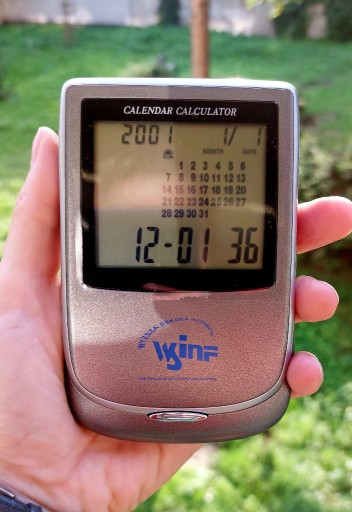 CALENDAR CALCULATOR
2001 1/ 1
MONTH DATE
1 2 3 4 5 6
7 8 9 10 11 12 13
14 15 16 17 18 19 20
21 22 23 24 25 26 27
28 29 30 31
12-01 36
WYŻSZA SZKOŁA
WSINF